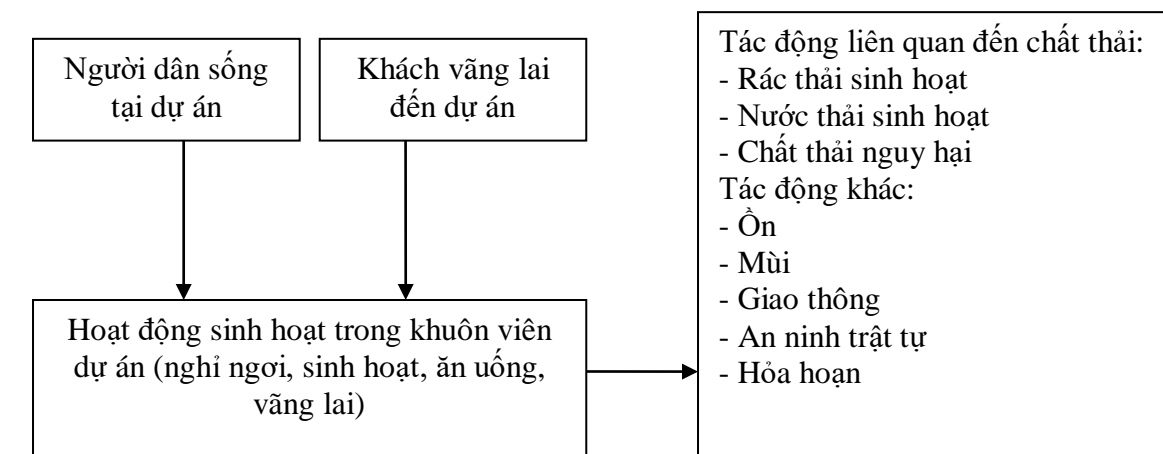 Người dân sống
tại dự án
Khách vãng lai
đến dự án
Hoạt động sinh hoạt trong khuôn viên
dự án (nghỉ ngơi, sinh hoạt, ăn uống,
vãng lai)
Tác động liên quan đến chất thải:
- Rác thải sinh hoạt
- Nước thải sinh hoạt
- Chất thải nguy hại
Tác động khác:
- Ồn
- Mùi
- Giao thông
- An ninh trật tự
- Hỏa hoạn